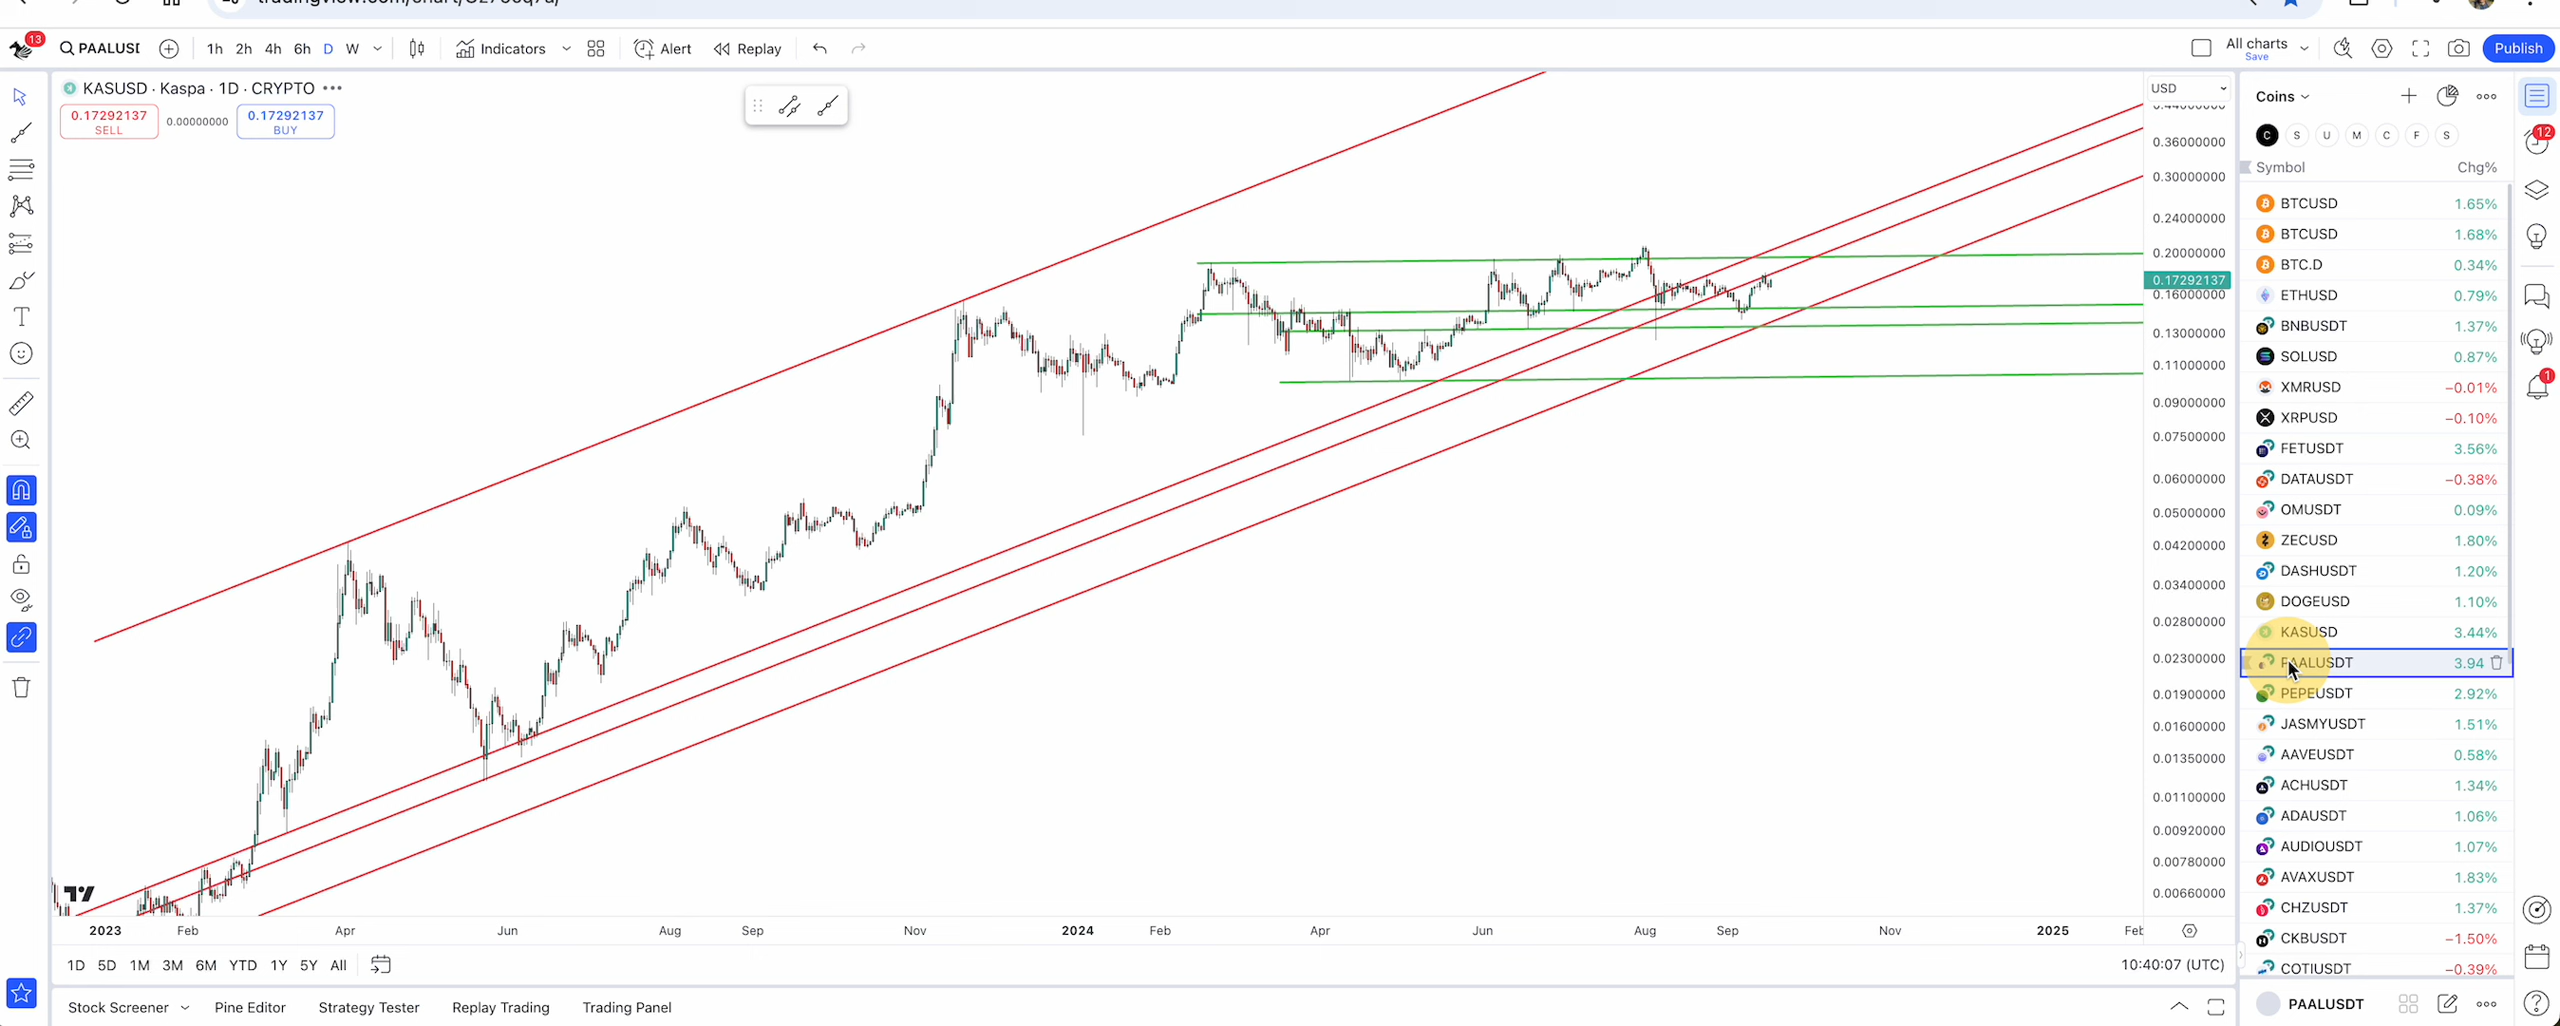 13
PAALUSI
1h 2h 4h 6h D W
Indicators
Alert
Replay
All charts
Save
Publish
KASUSD · Kaspa · 1D · CRYPTO
0.17292137
SELL
0.00000000
0.17292137
BUY
USD
0.36000000
0.30000000
0.24000000
0.20000000
0.17292137
0.16000000
0.13000000
0.11000000
0.09000000
0.07500000
0.06000000
0.05000000
0.04200000
0.03400000
0.02800000
0.02300000
0.01900000
0.01600000
0.01350000
0.01100000
0.00920000
0.00780000
0.00660000
2023 Feb Apr Jun Aug Sep Nov 2024 Feb Apr Jun Aug Sep Nov 2025 Feb
1D 5D 1M 3M 6M YTD 1Y 5Y All
10:40:07 (UTC)
Stock Screener
Pine Editor
Strategy Tester
Replay Trading
Trading Panel
Coins
C S U M C F S
Symbol Chg%
BTCUSD 1.65%
BTCUSD 1.68%
BTC.D 0.34%
ETHUSD 0.79%
BNBUSDT 1.37%
SOLUSD 0.87%
XMRUSD −0.01%
XRPUSD −0.10%
FETUSDT 3.56%
DATAUSDT −0.38%
OMUSDT 0.09%
ZECUSD 1.80%
DASHUSDT 1.20%
DOGEUSD 1.10%
KASUSD 3.44%
PAALUSDT 3.94
PEPEUSDT 2.92%
JASMYUSDT 1.51%
AAVEUSDT 0.58%
ACHUSDT 1.34%
ADAUSDT 1.06%
AUDIOUSDT 1.07%
AVAXUSDT 1.83%
CHZUSDT 1.37%
CKBUSDT −1.50%
COTIUSDT −0.39%
PAALUSDT
12
1